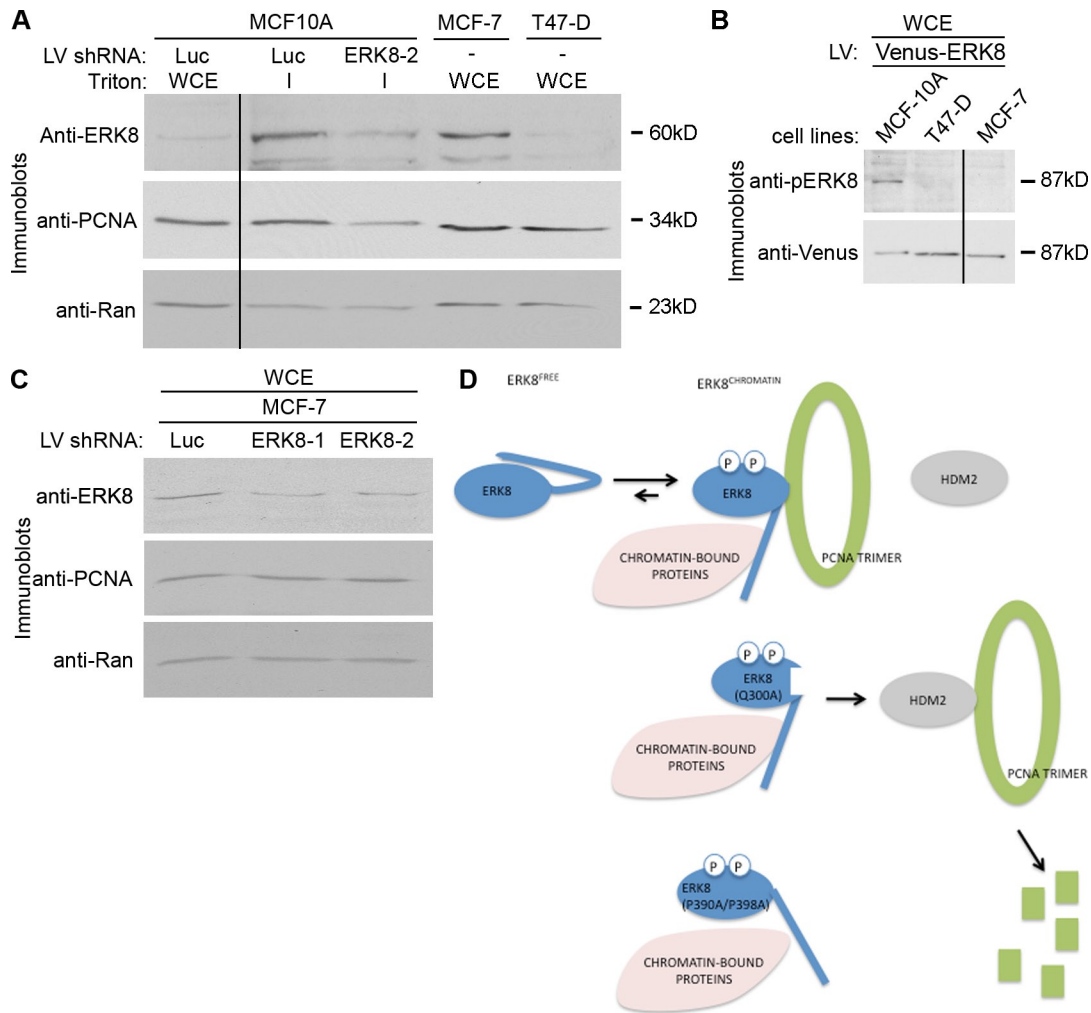 A
MCF10A MCF-7 T47-D
LV shRNA: Luc Luc ERK8-2 - -
Triton: WCE I I WCE WCE
Immunoblots
Anti-ERK8 – 60kD
anti-PCNA – 34kD
anti-Ran – 23kD
B
WCE
LV: Venus-ERK8
cell lines: MCF-10A T47-D MCF-7
Immunoblots
anti-pERK8 – 87kD
anti-Venus – 87kD
C
WCE
MCF-7
LV shRNA: Luc ERK8-1 ERK8-2
Immunoblots
anti-ERK8
anti-PCNA
anti-Ran
D
ERK8FREE ERK8CHROMATIN
P P
ERK8 ERK8 HDM2
CHROMATIN-BOUND
PROTEINS
PCNA TRIMER
P P
ERK8
(Q300A)
HDM2
CHROMATIN-BOUND
PROTEINS
PCNA TRIMER
P P
ERK8
(P390A/P398A)
CHROMATIN-BOUND
PROTEINS